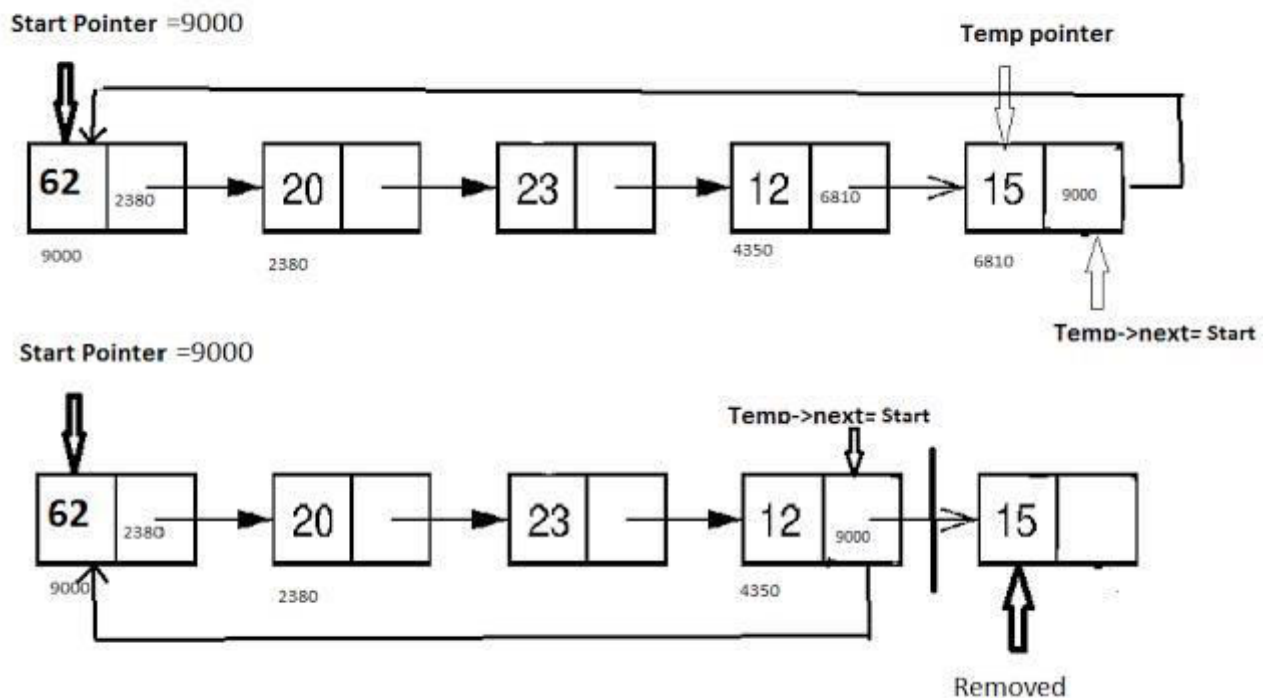 Start Pointer =9000
Temp pointer
62 2380 20 23 12 6810 15 9000
9000 2380 4350 6810
Temp->next= Start
Start Pointer =9000
Temp->next= Start
62 2380 20 23 12 9000 15
9000 2380 4350
Removed